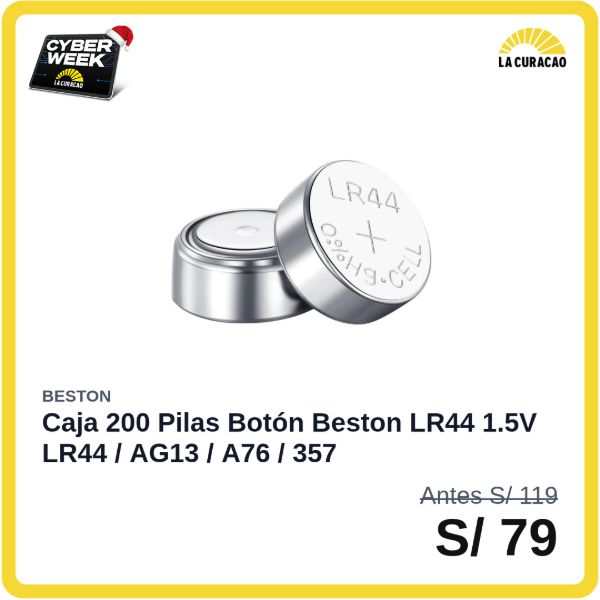 CYBER
WEEK
LA CURACAO
LA CURACAO
LR44
+
0%Hg·CELL
BESTON
Caja 200 Pilas Botón Beston LR44 1.5V
LR44 / AG13 / A76 / 357
Antes S/ 119
S/ 79